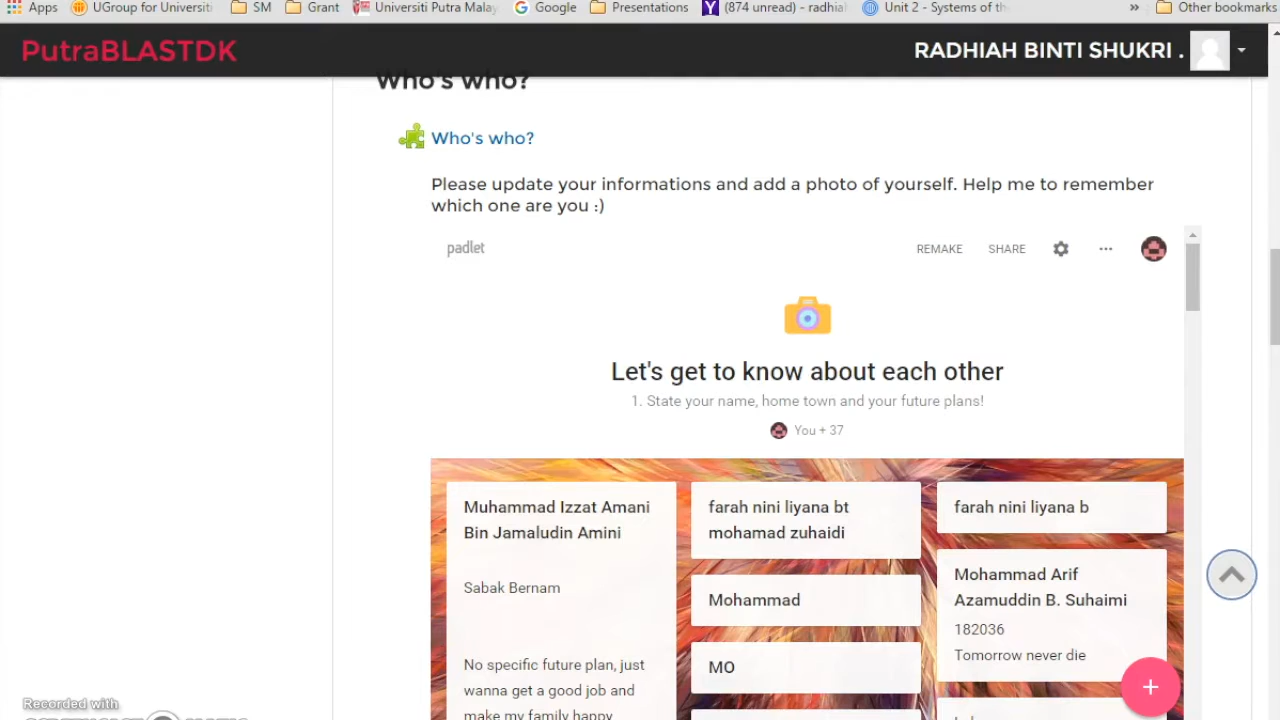 Apps UGroup for Universiti SM Grant Universiti Putra Malay Google Presentations (874 unread) - radhia Unit 2 - Systems of th » Other bookmarks
PutraBLASTDK RADHIAH BINTI SHUKRI .
Who's who?
Who's who?
Please update your informations and add a photo of yourself. Help me to remember
which one are you :)
padlet REMAKE SHARE
Let's get to know about each other
1. State your name, home town and your future plans!
You + 37
Muhammad Izzat Amani
Bin Jamaludin Amini
Sabak Bernam
No specific future plan, just
wanna get a good job and
make my family happy
farah nini liyana bt
mohamad zuhaidi
Mohammad
MO
farah nini liyana b
Mohammad Arif
Azamuddin B. Suhaimi
182036
Tomorrow never die
+
Recorded with